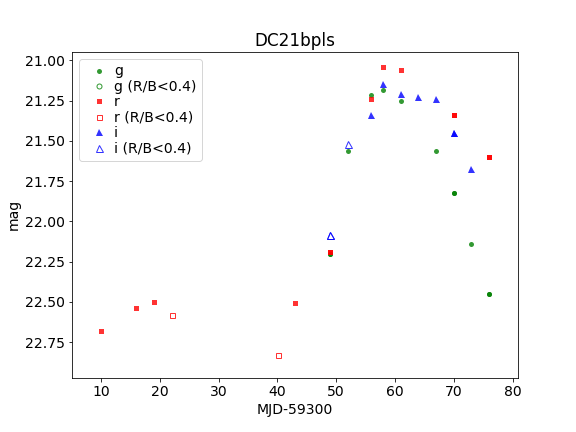 DC21bpls
g
g (R/B<0.4)
r
r (R/B<0.4)
i
i (R/B<0.4)
21.00
21.25
21.50
21.75
22.00
22.25
22.50
22.75
mag
10 20 30 40 50 60 70 80
MJD-59300